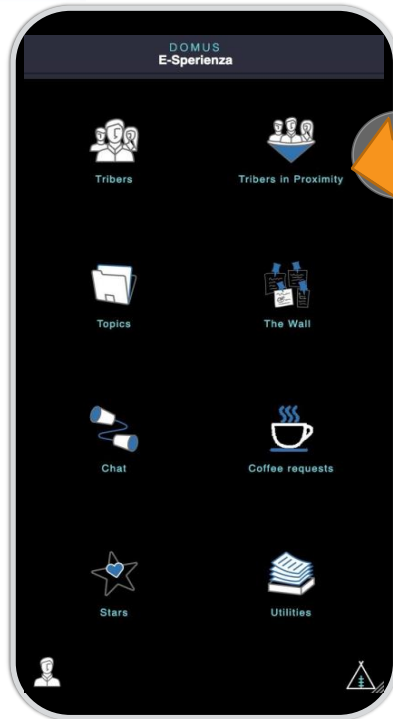 DOMUS
E-Sperienza
Tribers
Tribers in Proximity
Topics
The Wall
Chat
Coffee requests
Stars
Utilities